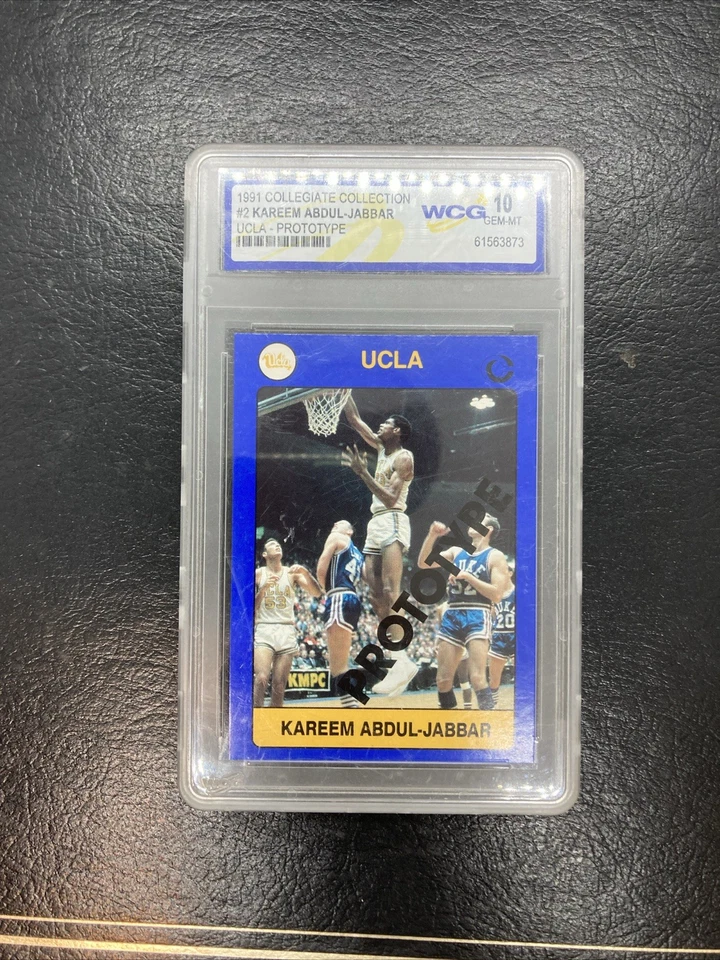 1991 COLLEGIATE COLLECTION
#2 KAREEM ABDUL-JABBAR
UCLA - PROTOTYPE
WCG
10
GEM-MT
61563873
UCLA
UCLA
PROTOTYPE
DUKE
KMPC
KAREEM ABDUL-JABBAR